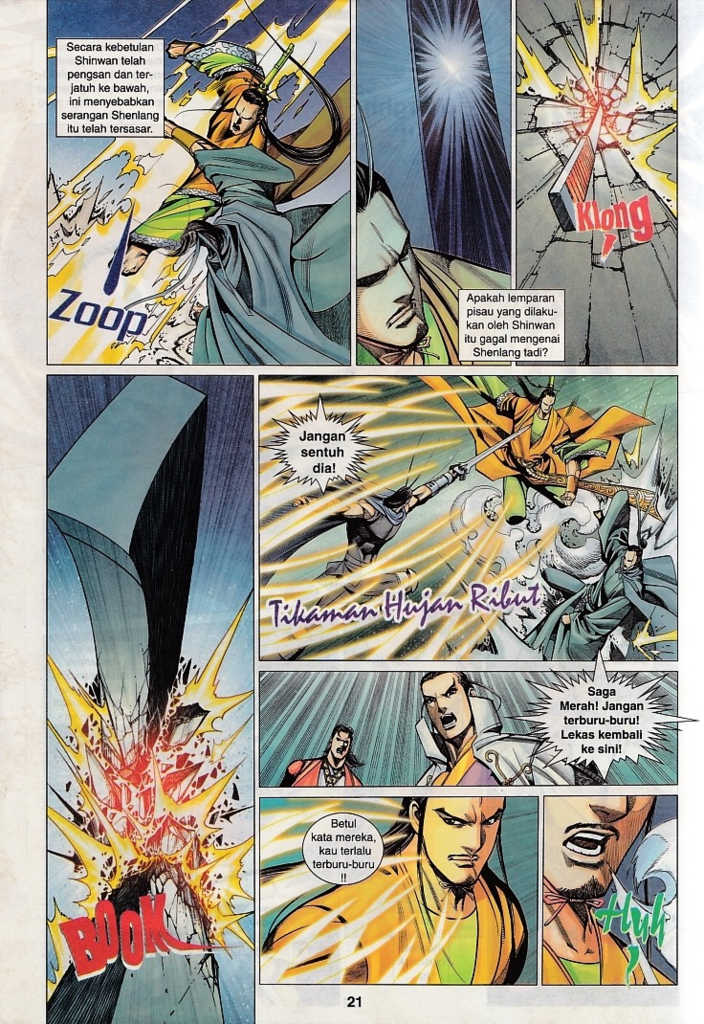 Secara kebetulan
Shinwan telah
pengsan dan ter-
jatuh ke bawah,
ini menyebabkan
serangan Shenlang
itu telah tersasar.
Zoop
Klong
!
Apakah lemparan
pisau yang dilaku-
kan oleh Shinwan
itu gagal mengenai
Shenlang tadi?
BOOK
Jangan
sentuh
dia!
Tikaman Hujan Ribut
Saga
Merah! Jangan
terburu-buru!
Lekas kembali
ke sini!
Betul
kata mereka,
kau terlalu
terburu-buru
!!
Hyh
!
21